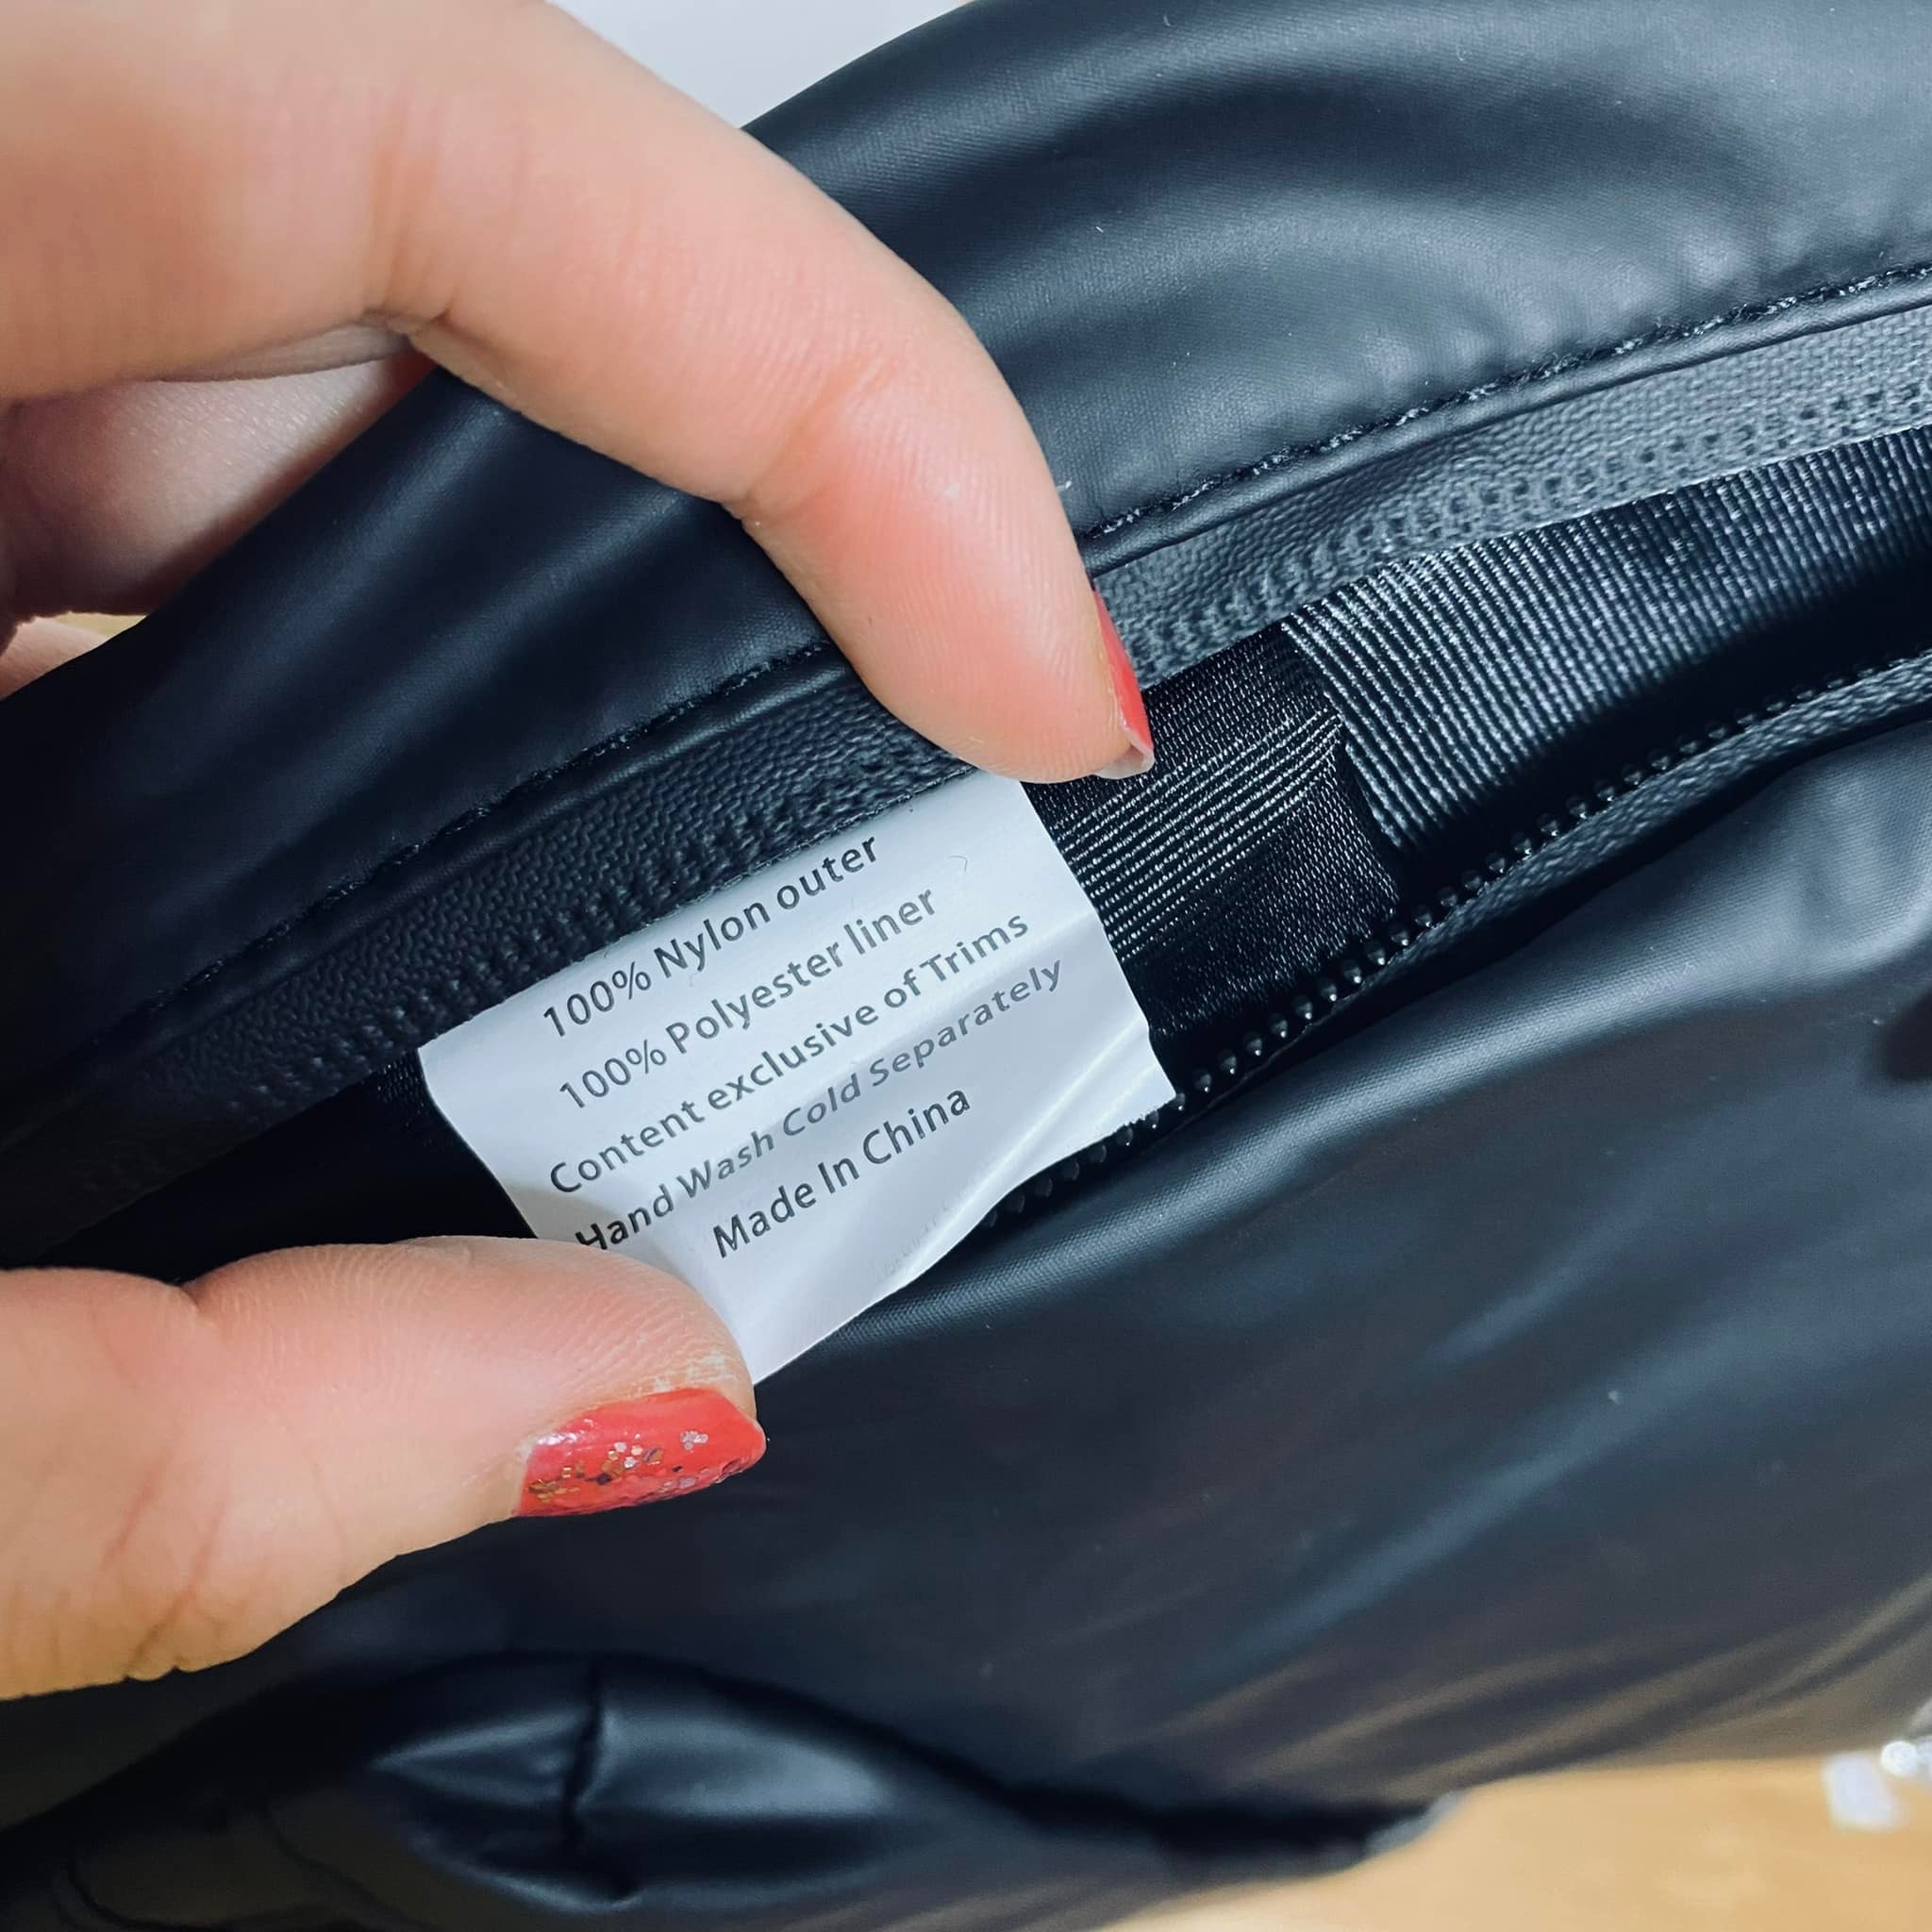 100% Nylon outer
100% Polyester liner
Content exclusive of Trims
Hand Wash Cold Separately
Made In China